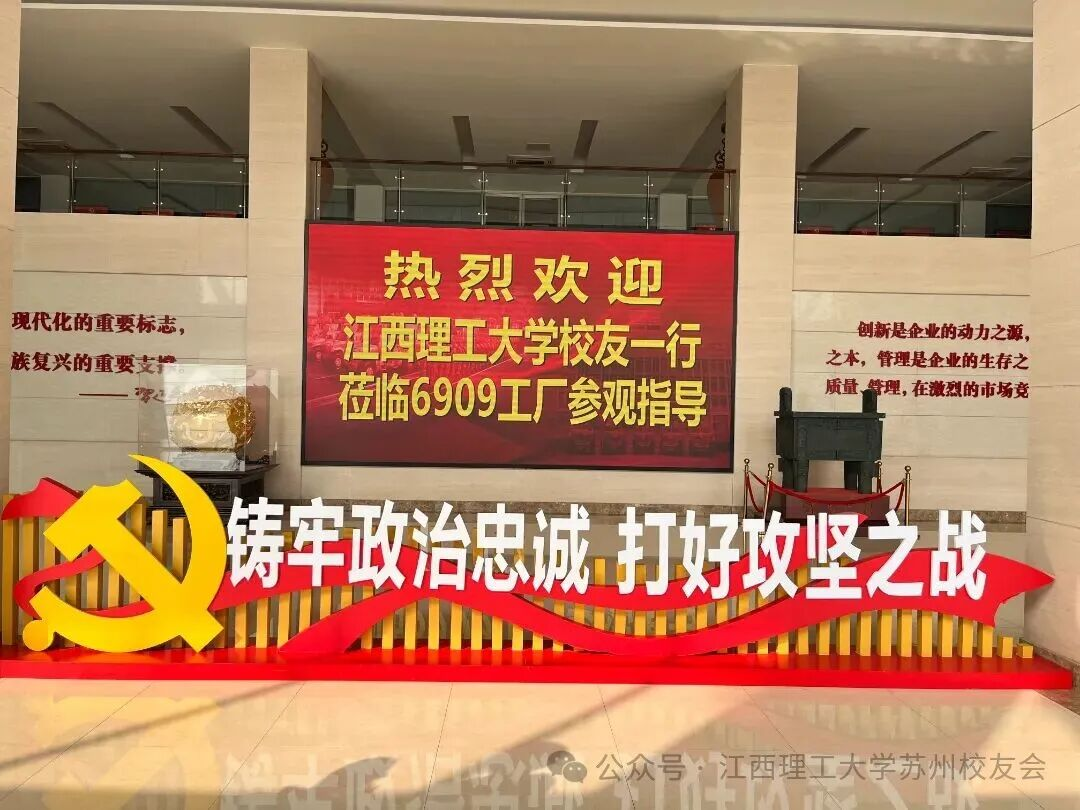 热烈欢迎
江西理工大学校友一行
莅临6909工厂参观指导
现代化的重要标志，
族复兴的重要支撑。
创新是企业的动力之源，
之本，管理是企业的生存之
质量 管理，在激烈的市场竞
铸牢政治忠诚 打好攻坚之战
公众号·江西理工大学苏州校友会